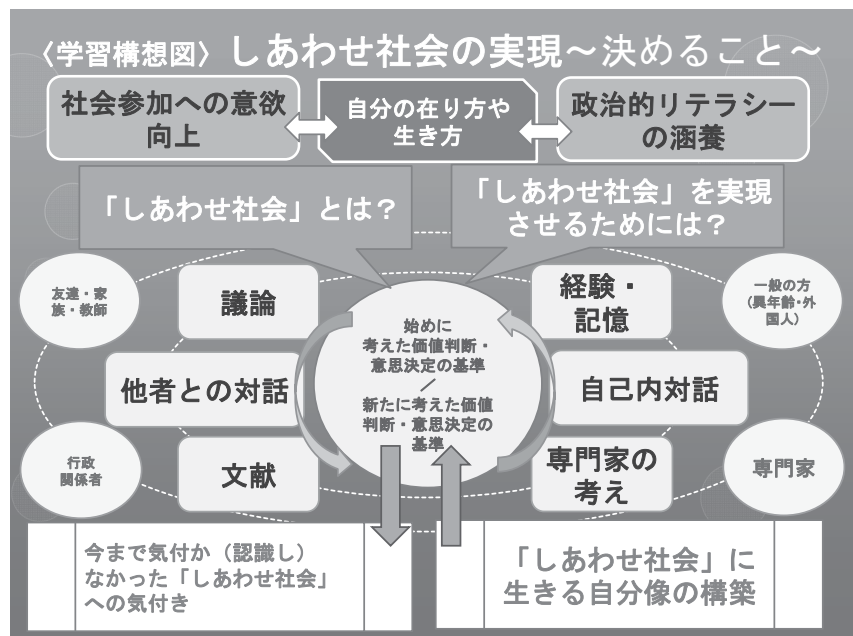 〈学習構想図〉しあわせ社会の実現～決めること～
社会参加への意欲
向上
自分の在り方や
生き方
政治的リテラシー
の涵養
「しあわせ社会」とは？
「しあわせ社会」を実現
させるためには？
友達・家
族・教師
議論
経験・
記憶
一般の方
(異年齢・外
国人)
始めに
考えた価値判断・
意思決定の基準
／
新たに考えた価値
判断・意思決定の
基準
他者との対話
自己内対話
行政
関係者
文献
専門家の
考え
専門家
今まで気付か（認識し）
なかった「しあわせ社会」
への気付き
「しあわせ社会」に
生きる自分像の構築